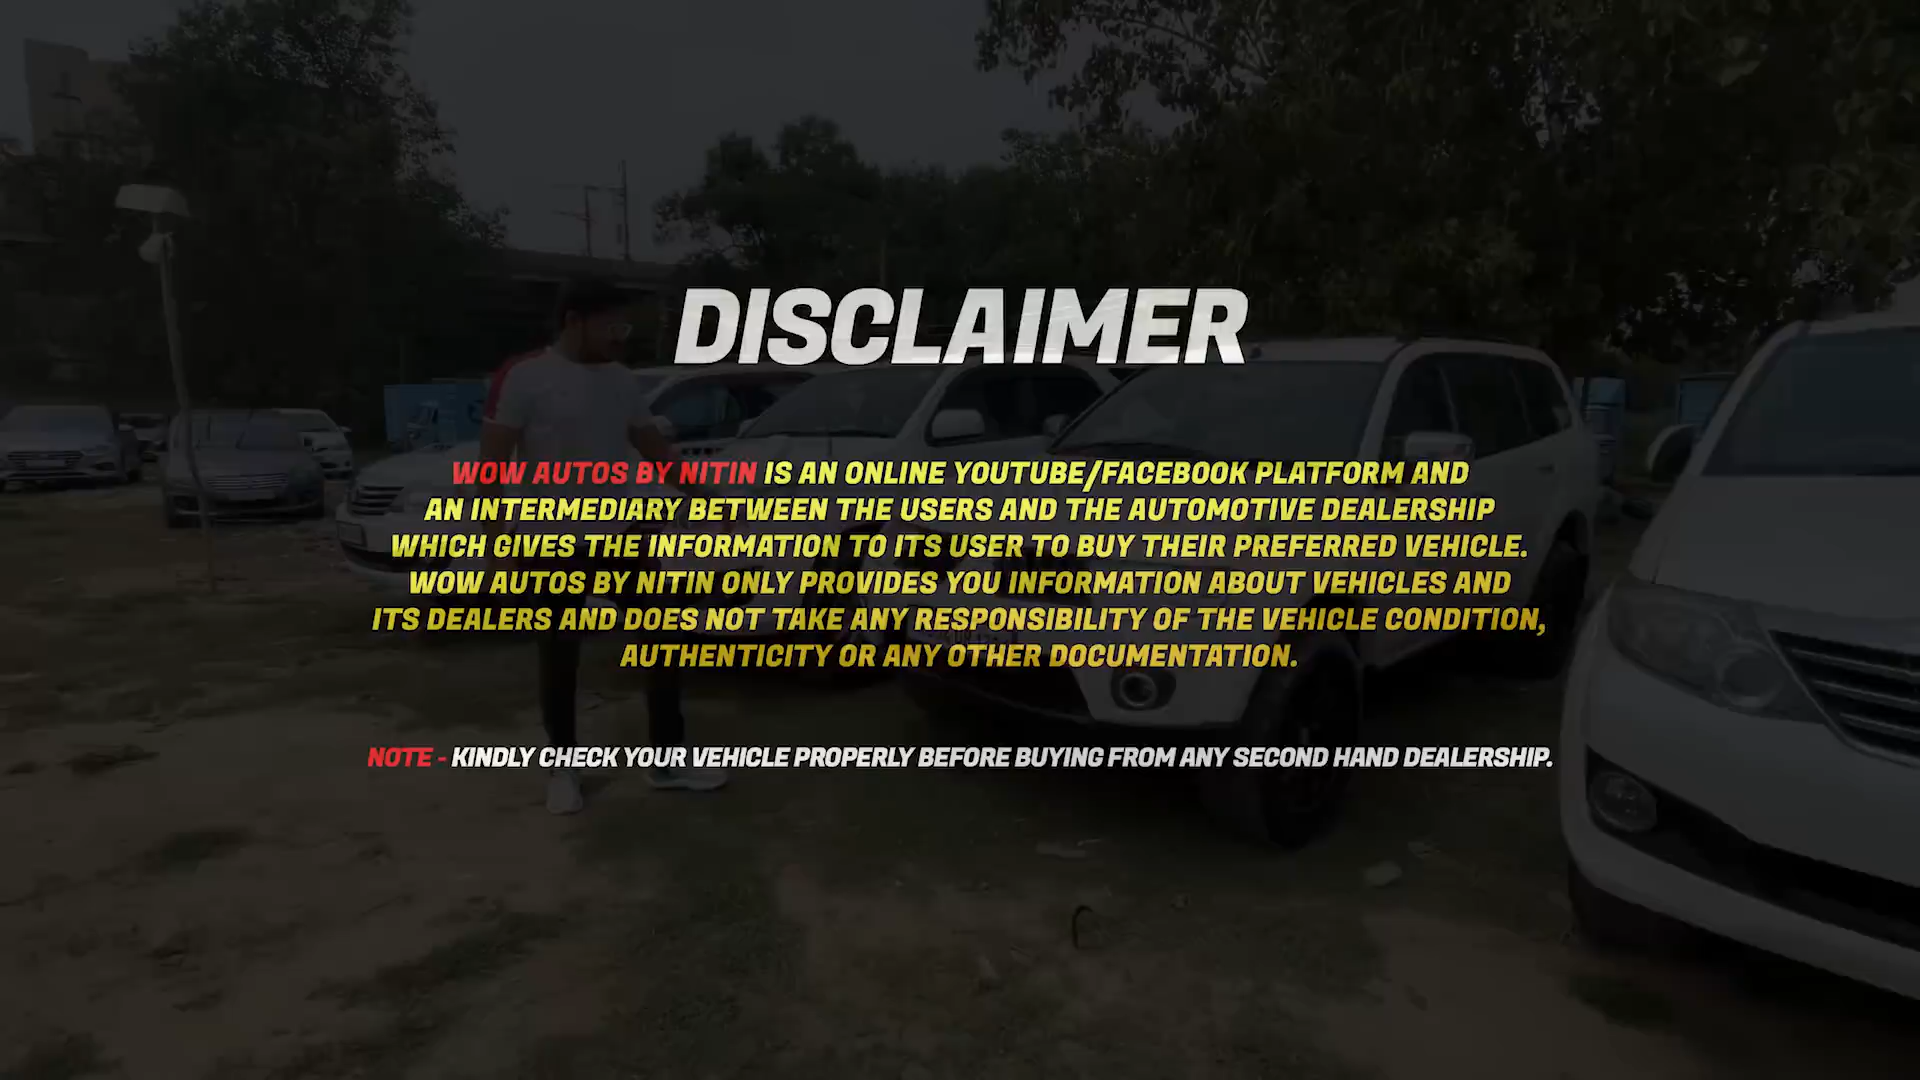 DISCLAIMER
WOW AUTOS BY NITIN IS AN ONLINE YOUTUBE/FACEBOOK PLATFORM AND
AN INTERMEDIARY BETWEEN THE USERS AND THE AUTOMOTIVE DEALERSHIP
WHICH GIVES THE INFORMATION TO ITS USER TO BUY THEIR PREFERRED VEHICLE.
WOW AUTOS BY NITIN ONLY PROVIDES YOU INFORMATION ABOUT VEHICLES AND
ITS DEALERS AND DOES NOT TAKE ANY RESPONSIBILITY OF THE VEHICLE CONDITION,
AUTHENTICITY OR ANY OTHER DOCUMENTATION.
NOTE - KINDLY CHECK YOUR VEHICLE PROPERLY BEFORE BUYING FROM ANY SECOND HAND DEALERSHIP.